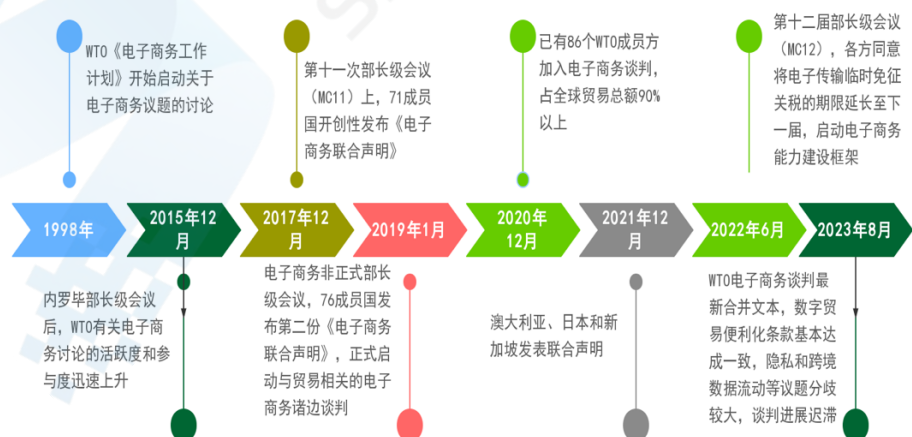 WTO《电子商务工作
计划》开始启动关于
电子商务议题的讨论
第十一次部长级会议
（MC11）上，71成员
国开创性发布《电子
商务联合声明》
已有86个WTO成员方
加入电子商务谈判，
占全球贸易总额90%
以上
第十二届部长级会议
（MC12），各方同意
将电子传输临时免征
关税的期限延长至下
一届，启动电子商务
能力建设框架
1998年
2015年12
月
2017年12
月
2019年1月
2020年
12月
2021年12
月
2022年6月
2023年8月
内罗毕部长级会议
后，WTO有关电子商
务讨论的活跃度和参
与度迅速上升
电子商务非正式部长
级会议，76成员国发
布第二份《电子商务
联合声明》，正式启
动与贸易相关的电子
商务诸边谈判
澳大利亚、日本和新
加坡发表联合声明
WTO电子商务谈判最
新合并文本，数字贸
易便利化条款基本达
成一致，隐私和跨境
数据流动等议题分歧
较大，谈判进展迟滞